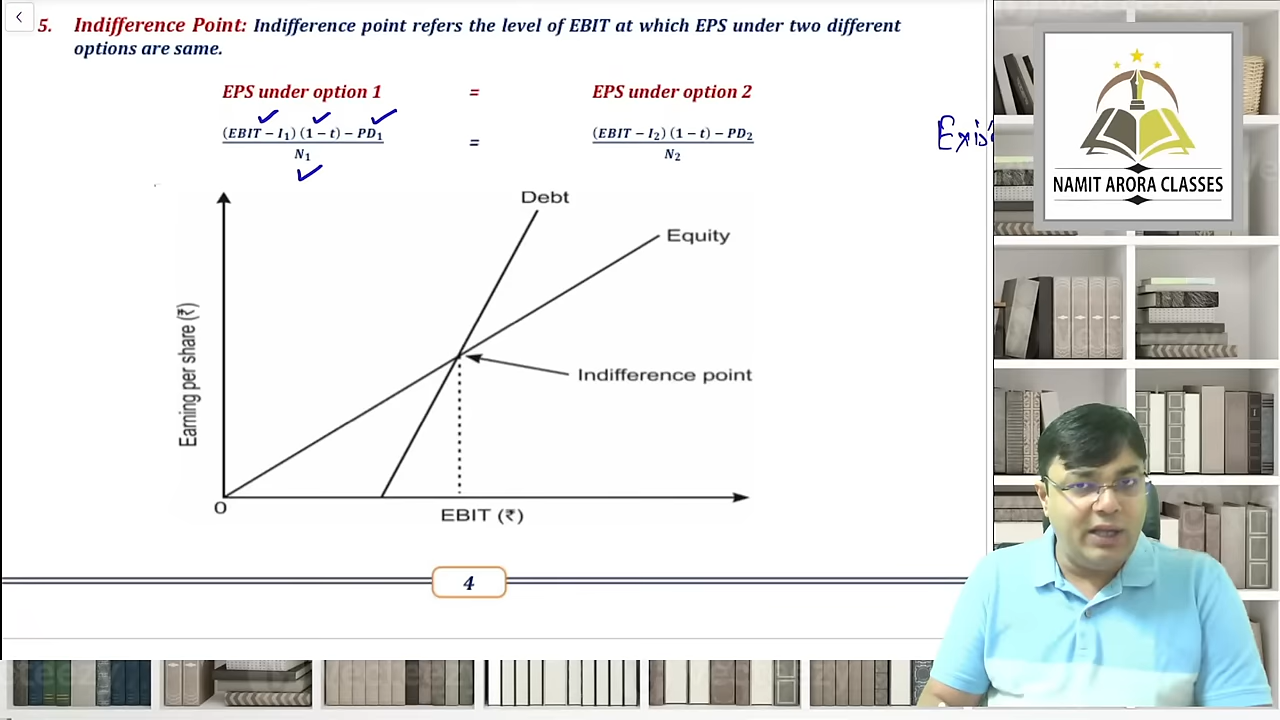 5. Indifference Point: Indifference point refers the level of EBIT at which EPS under two different
options are same.
EPS under option 1 = EPS under option 2
(EBIT – I₁) (1 – t) – PD₁ / N₁ = (EBIT – I₂) (1 – t) – PD₂ / N₂
Debt
Equity
Indifference point
Earning per share (₹)
O
EBIT (₹)
4
NAMIT ARORA CLASSES